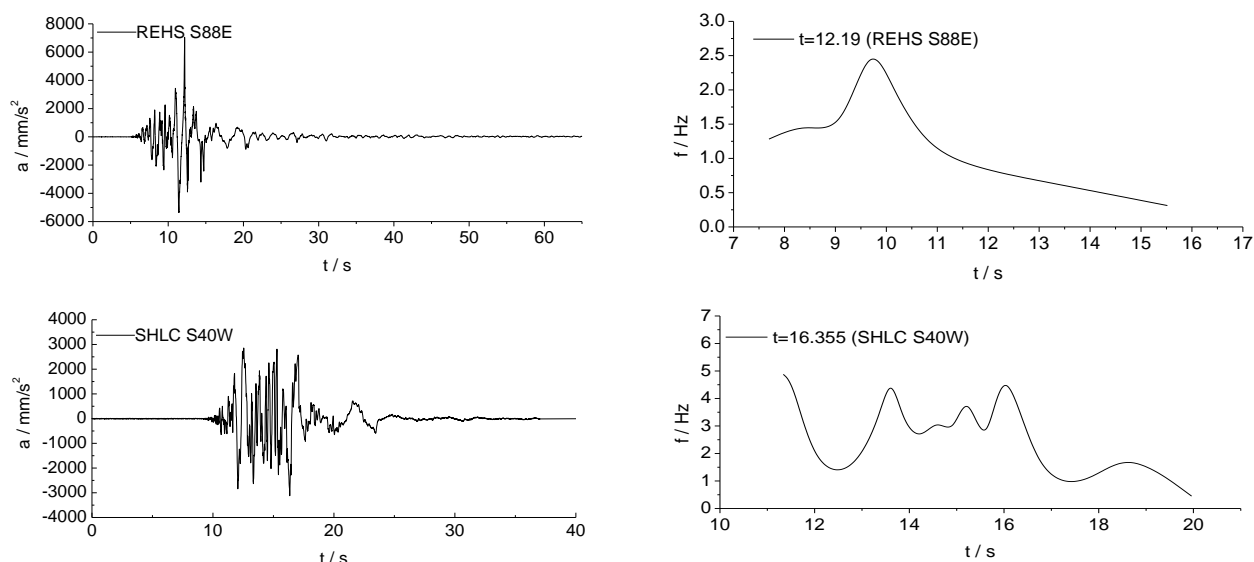 8000
6000
4000
2000
0
-2000
-4000
-6000
a / mm/s²
REHS S88E
0 10 20 30 40 50 60
t / s
3.0
2.5
2.0
1.5
1.0
0.5
0.0
f / Hz
t=12.19 (REHS S88E)
7 8 9 10 11 12 13 14 15 16 17
t / s
4000
3000
2000
1000
0
-1000
-2000
-3000
-4000
a / mm/s²
SHLC S40W
0 10 20 30 40
t / s
7
6
5
4
3
2
1
0
f / Hz
t=16.355 (SHLC S40W)
10 12 14 16 18 20
t / s